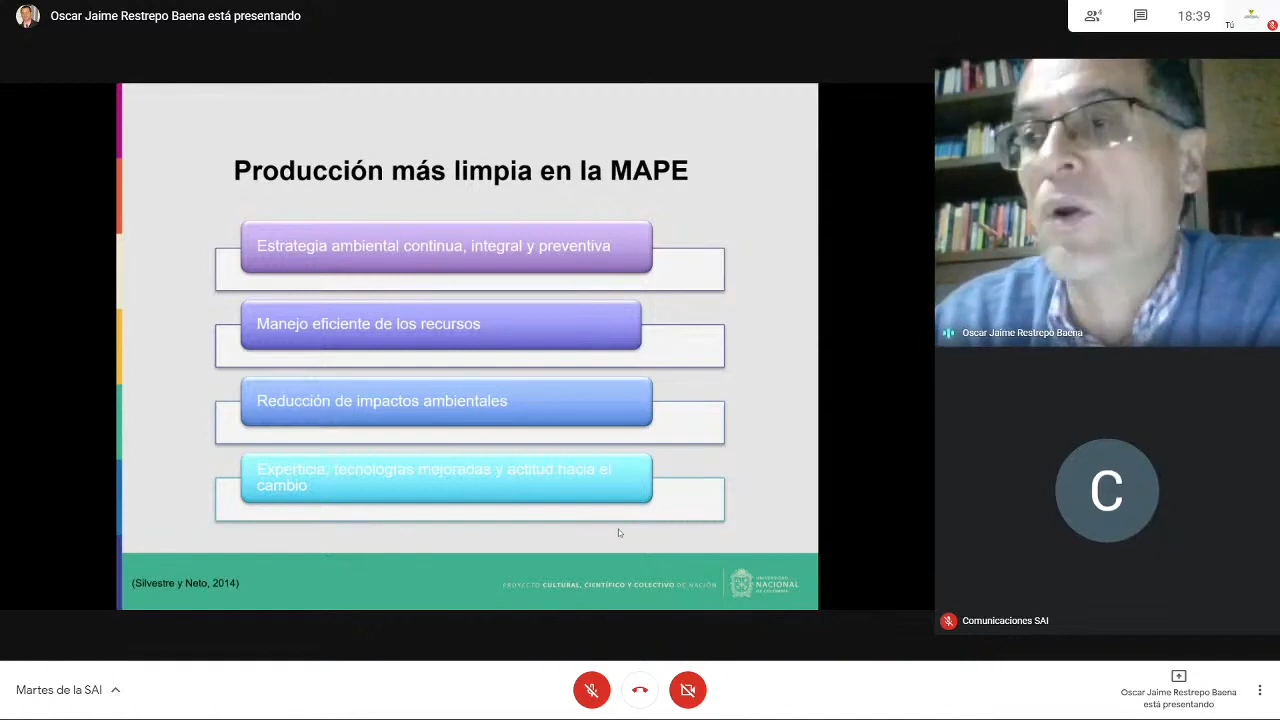 Oscar Jaime Restrepo Baena está presentando
4
18:39
Tú
Producción más limpia en la MAPE
Estrategia ambiental continua, integral y preventiva
Manejo eficiente de los recursos
Reducción de impactos ambientales
Experticia, tecnologías mejoradas y actitud hacia el
cambio
(Silvestre y Neto, 2014)
PROYECTO CULTURAL, CIENTÍFICO Y COLECTIVO DE NACIÓN
UNIVERSIDAD
NACIONAL
DE COLOMBIA
Oscar Jaime Restrepo Baena
C
Comunicaciones SAI
Martes de la SAI
Oscar Jaime Restrepo Baena
está presentando